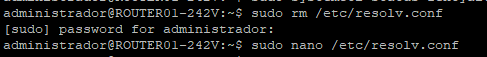 administrador@ROUTER01-242V:~$ sudo rm /etc/resolv.conf
[sudo] password for administrador:
administrador@ROUTER01-242V:~$ sudo nano /etc/resolv.conf